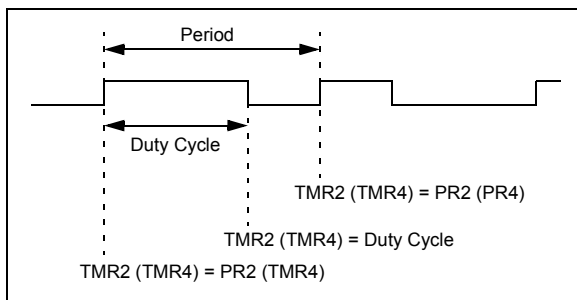 Period
Duty Cycle
TMR2 (TMR4) = PR2 (PR4)
TMR2 (TMR4) = Duty Cycle
TMR2 (TMR4) = PR2 (TMR4)